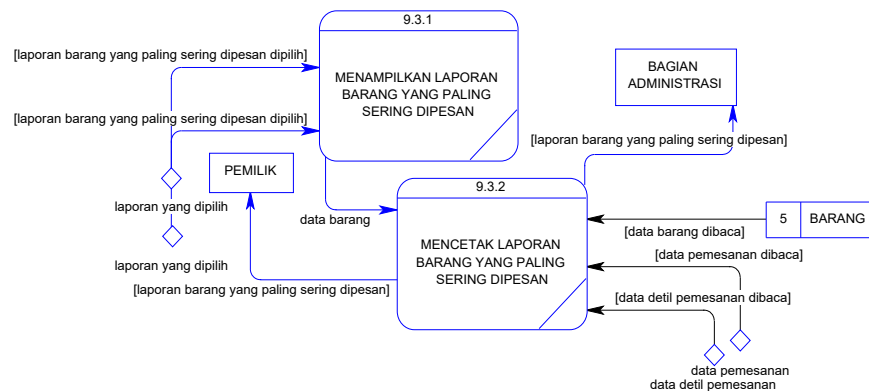 9.3.1
[laporan barang yang paling sering dipesan dipilih]
MENAMPILKAN LAPORAN
BARANG YANG PALING
SERING DIPESAN
BAGIAN
ADMINISTRASI
[laporan barang yang paling sering dipesan dipilih]
[laporan barang yang paling sering dipesan]
PEMILIK
9.3.2
laporan yang dipilih
data barang
5 BARANG
[data barang dibaca]
MENCETAK LAPORAN
BARANG YANG PALING
SERING DIPESAN
[data pemesanan dibaca]
laporan yang dipilih
[laporan barang yang paling sering dipesan]
[data detil pemesanan dibaca]
data pemesanan
data detil pemesanan